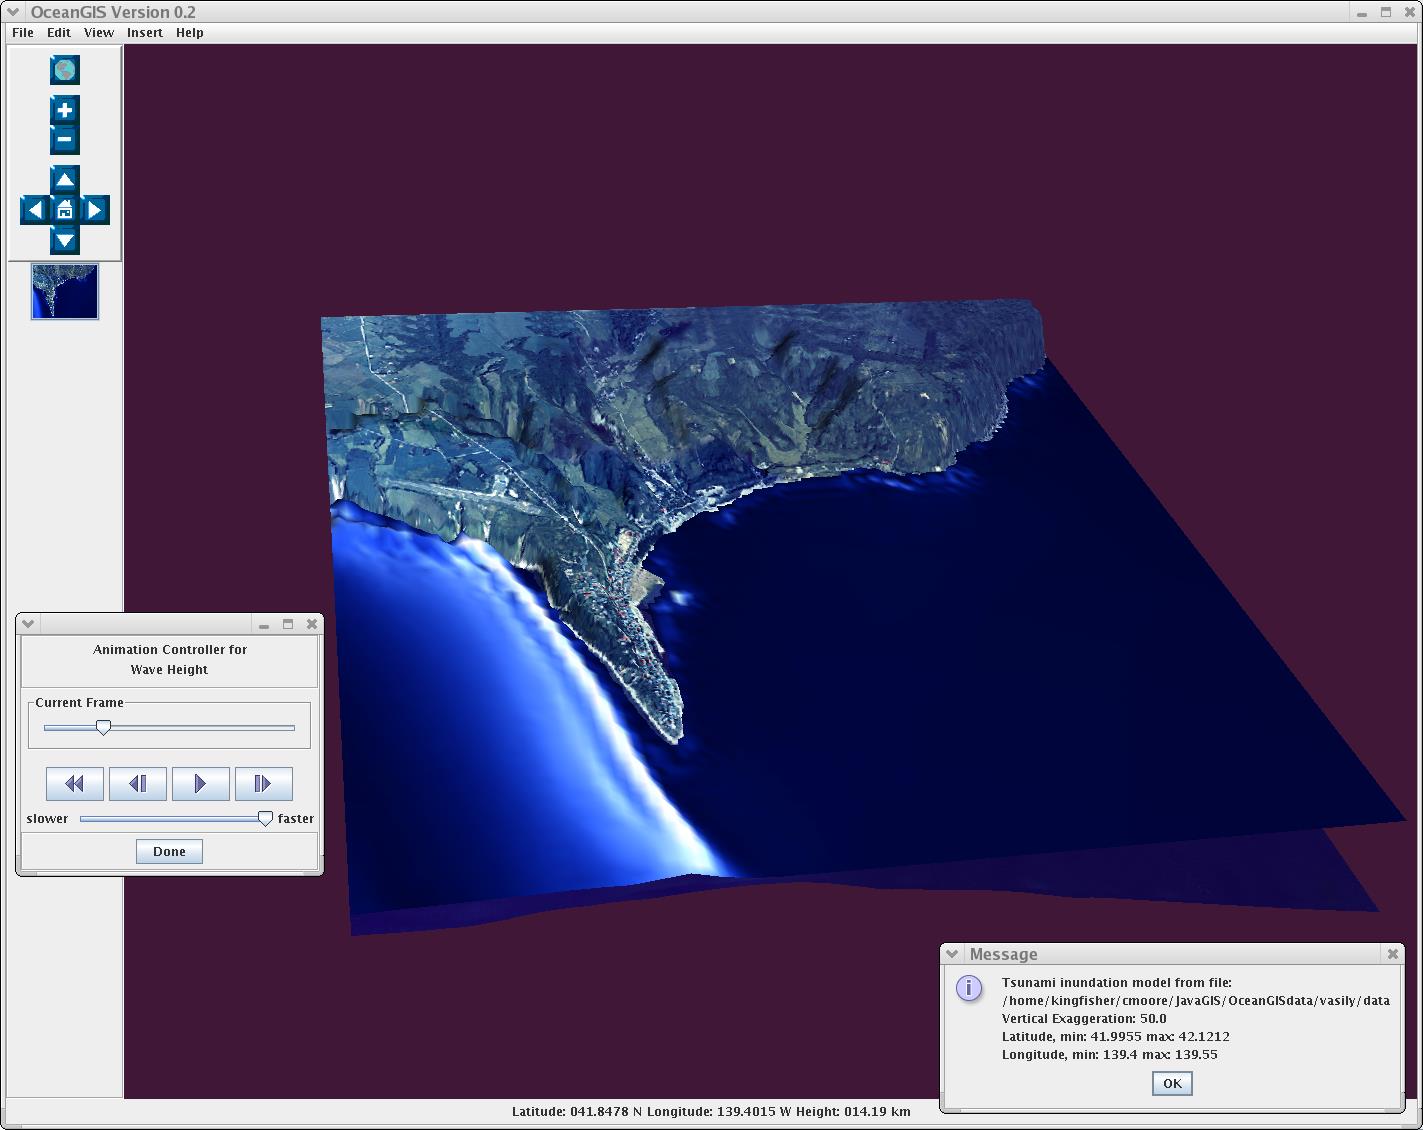 OceanGIS Version 0.2
File Edit View Insert Help
Animation Controller for
Wave Height
Current Frame
slower faster
Done
Message
Tsunami inundation model from file:
/home/kingfisher/cmoore/JavaGIS/OceanGISdata/vasily/data
Vertical Exaggeration: 50.0
Latitude, min: 41.9955 max: 42.1212
Longitude, min: 139.4 max: 139.55
OK
Latitude: 041.8478 N Longitude: 139.4015 W Height: 014.19 km